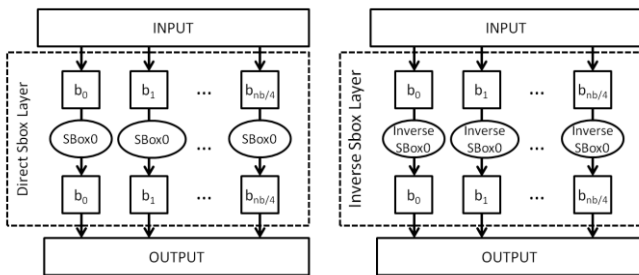 INPUT
Direct Sbox Layer
b0
b1
...
bnb/4
SBox0
SBox0
...
SBox0
b0
b1
...
bnb/4
OUTPUT
INPUT
Inverse Sbox Layer
b0
b1
...
bnb/4
Inverse
SBox0
Inverse
SBox0
...
Inverse
SBox0
b0
b1
...
bnb/4
OUTPUT